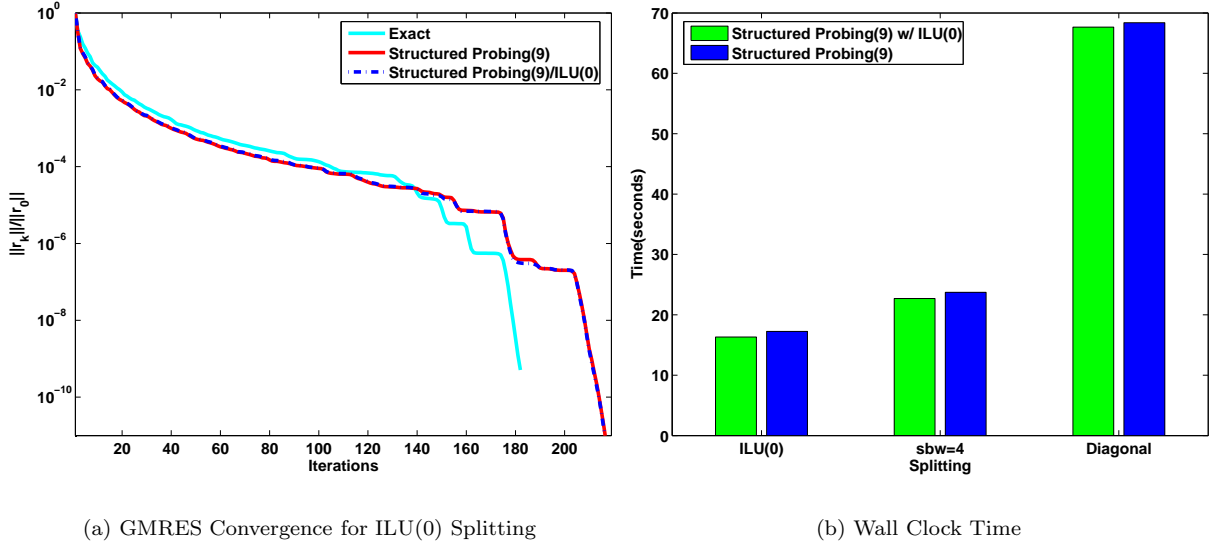 10^0
10^−2
10^−4
10^−6
10^−8
10^−10
||r_k||/||r_0||
Exact
Structured Probing(9)
Structured Probing(9)/ILU(0)
20 40 60 80 100 120 140 160 180 200
Iterations
(a) GMRES Convergence for ILU(0) Splitting
70
60
50
40
30
20
10
0
Time(seconds)
Structured Probing(9) w/ ILU(0)
Structured Probing(9)
ILU(0) sbw=4 Diagonal
Splitting
(b) Wall Clock Time